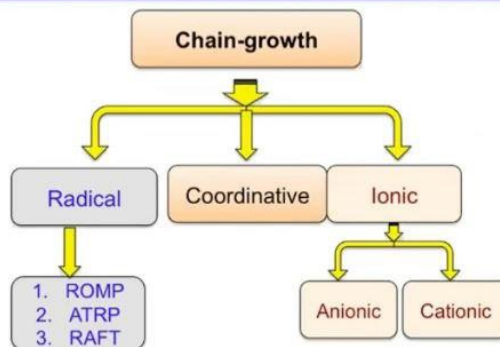 Chain-growth
Radical
Coordinative
Ionic
1. ROMP
2. ATRP
3. RAFT
Anionic
Cationic